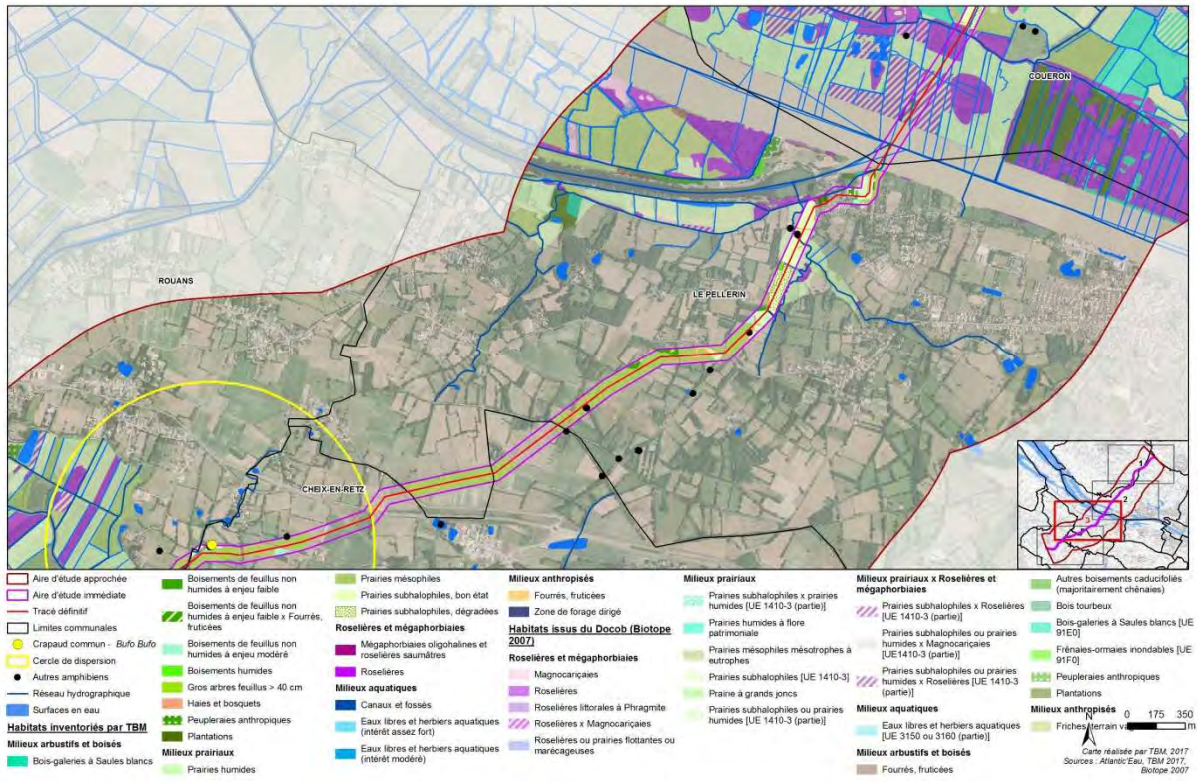 COUERON
ROUANS
LE PELLERIN
CHEIX-EN-RETZ
1
2
3
Aire d'étude approchée
Aire d'étude immédiate
Tracé définitif
Limites communales
Crapaud commun - Bufo Bufo
Cercle de dispersion
Autres amphibiens
Réseau hydrographique
Surfaces en eau
Habitats inventoriés par TBM
Milieux arbustifs et boisés
Bois-galeries à Saules blancs
Boisements de feuillus non
humides à enjeu faible
Boisements de feuillus non
humides à enjeu faible x Fourrés,
fruticées
Boisements de feuillus non
humides à enjeu modéré
Boisements humides
Gros arbres feuillus > 40 cm
Haies et bosquets
Peupleraies anthropiques
Plantations
Milieux prairiaux
Prairies humides
Prairies mésophiles
Prairies subhalophiles, bon état
Prairies subhalophiles, dégradées
Roselières et mégaphorbiaies
Mégaphorbiaies oligohalines et
roselières saumâtres
Roselières
Milieux aquatiques
Canaux et fossés
Eaux libres et herbiers aquatiques
(intérêt assez fort)
Eaux libres et herbiers aquatiques
(intérêt modéré)
Milieux anthropisés
Fourrés, fruticées
Zone de forage dirigé
Habitats issus du Docob (Biotope
2007)
Roselières et mégaphorbiaies
Magnocariçaies
Roselières
Roselières littorales à Phragmite
Roselières x Magnocariçaies
Roselières ou prairies flottantes ou
marécageuses
Milieux prairiaux
Prairies subhalophiles x prairies
humides [UE 1410-3 (partie)]
Prairies humides à flore
patrimoniale
Prairies mésophiles mésotrophes à
eutrophes
Prairies subhalophiles [UE 1410-3]
Prairie à grands joncs
Prairies subhalophiles ou prairies
humides [UE 1410-3 (partie)]
Milieux prairiaux x Roselières et
mégaphorbiaies
Prairies subhalophiles x Roselières
[UE 1410-3 (partie)]
Prairies subhalophiles ou prairies
humides x Magnocariçaies
[UE1410-3 (partie)]
Prairies subhalophiles ou prairies
humides x Roselières [UE 1410-3
(partie)]
Milieux aquatiques
Eaux libres et herbiers aquatiques
[UE 3150 ou 3160 (partie)]
Milieux arbustifs et boisés
Fourrés, fruticées
Autres boisements caducifoliés
(majoritairement chênaies)
Bois tourbeux
Bois-galeries à Saules blancs [UE
91E0]
Frênaies-ormaies inondables [UE
91F0]
Peupleraies anthropiques
Plantations
Milieux anthropisés
Friches terrain
0 175 350
m
Carte réalisée par TBM, 2017
Sources : Atlantic'Eau, TBM 2017,
Biotope 2007